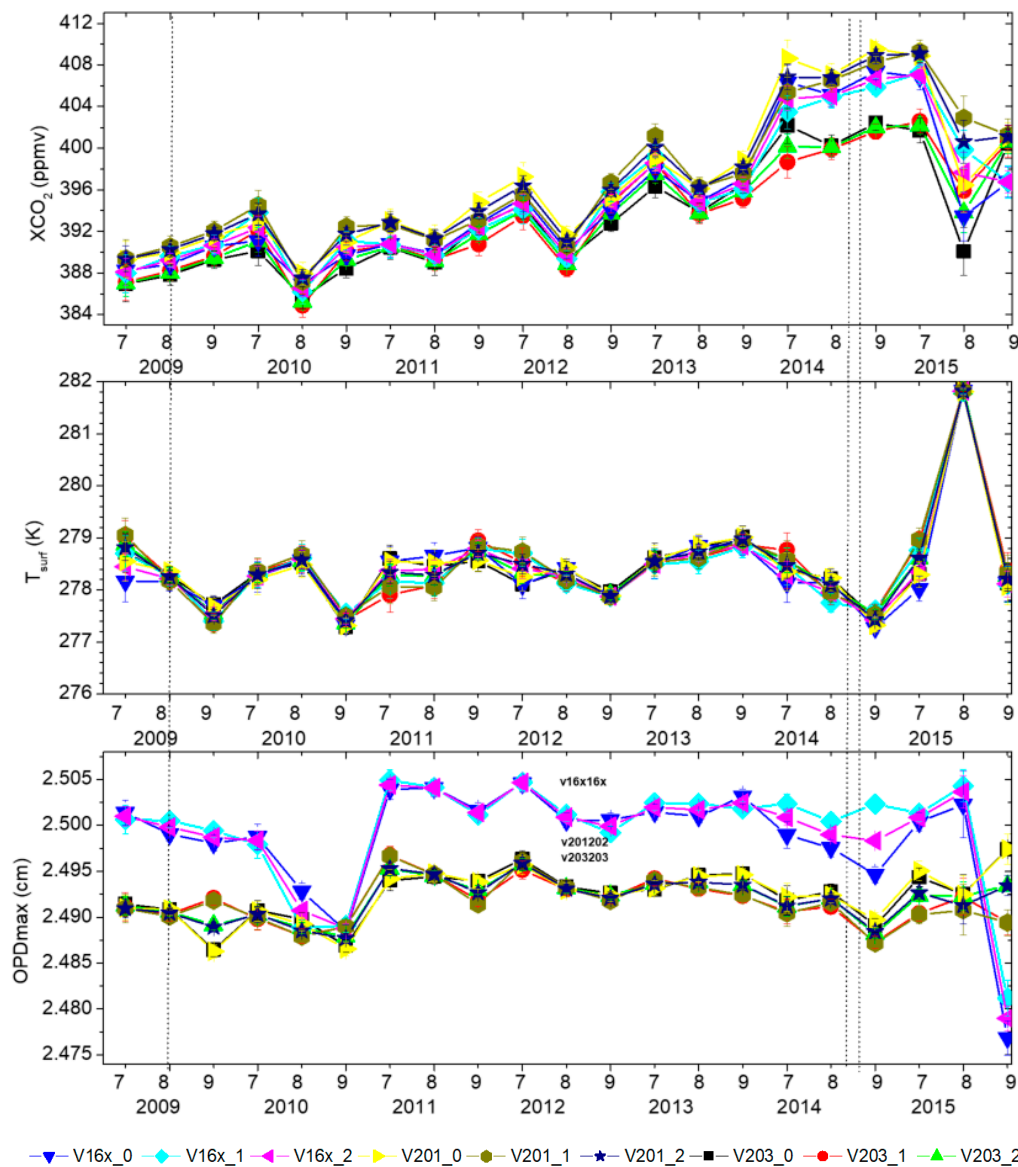 412
408
404
400
396
392
388
384
XCO₂ (ppmv)
7 8 9 7 8 9 7 8 9 7 8 9 7 8 9 7 8 9 7 8 9
2009 2010 2011 2012 2013 2014 2015
282
281
280
279
278
277
276
T_surf (K)
7 8 9 7 8 9 7 8 9 7 8 9 7 8 9 7 8 9 7 8 9
2009 2010 2011 2012 2013 2014 2015
2.505
2.500
2.495
2.490
2.485
2.480
2.475
OPDmax (cm)
v16x16x
v201202
v203203
7 8 9 7 8 9 7 8 9 7 8 9 7 8 9 7 8 9 7 8 9
2009 2010 2011 2012 2013 2014 2015
V16x_0 V16x_1 V16x_2 V201_0 V201_1 V201_2 V203_0 V203_1 V203_2